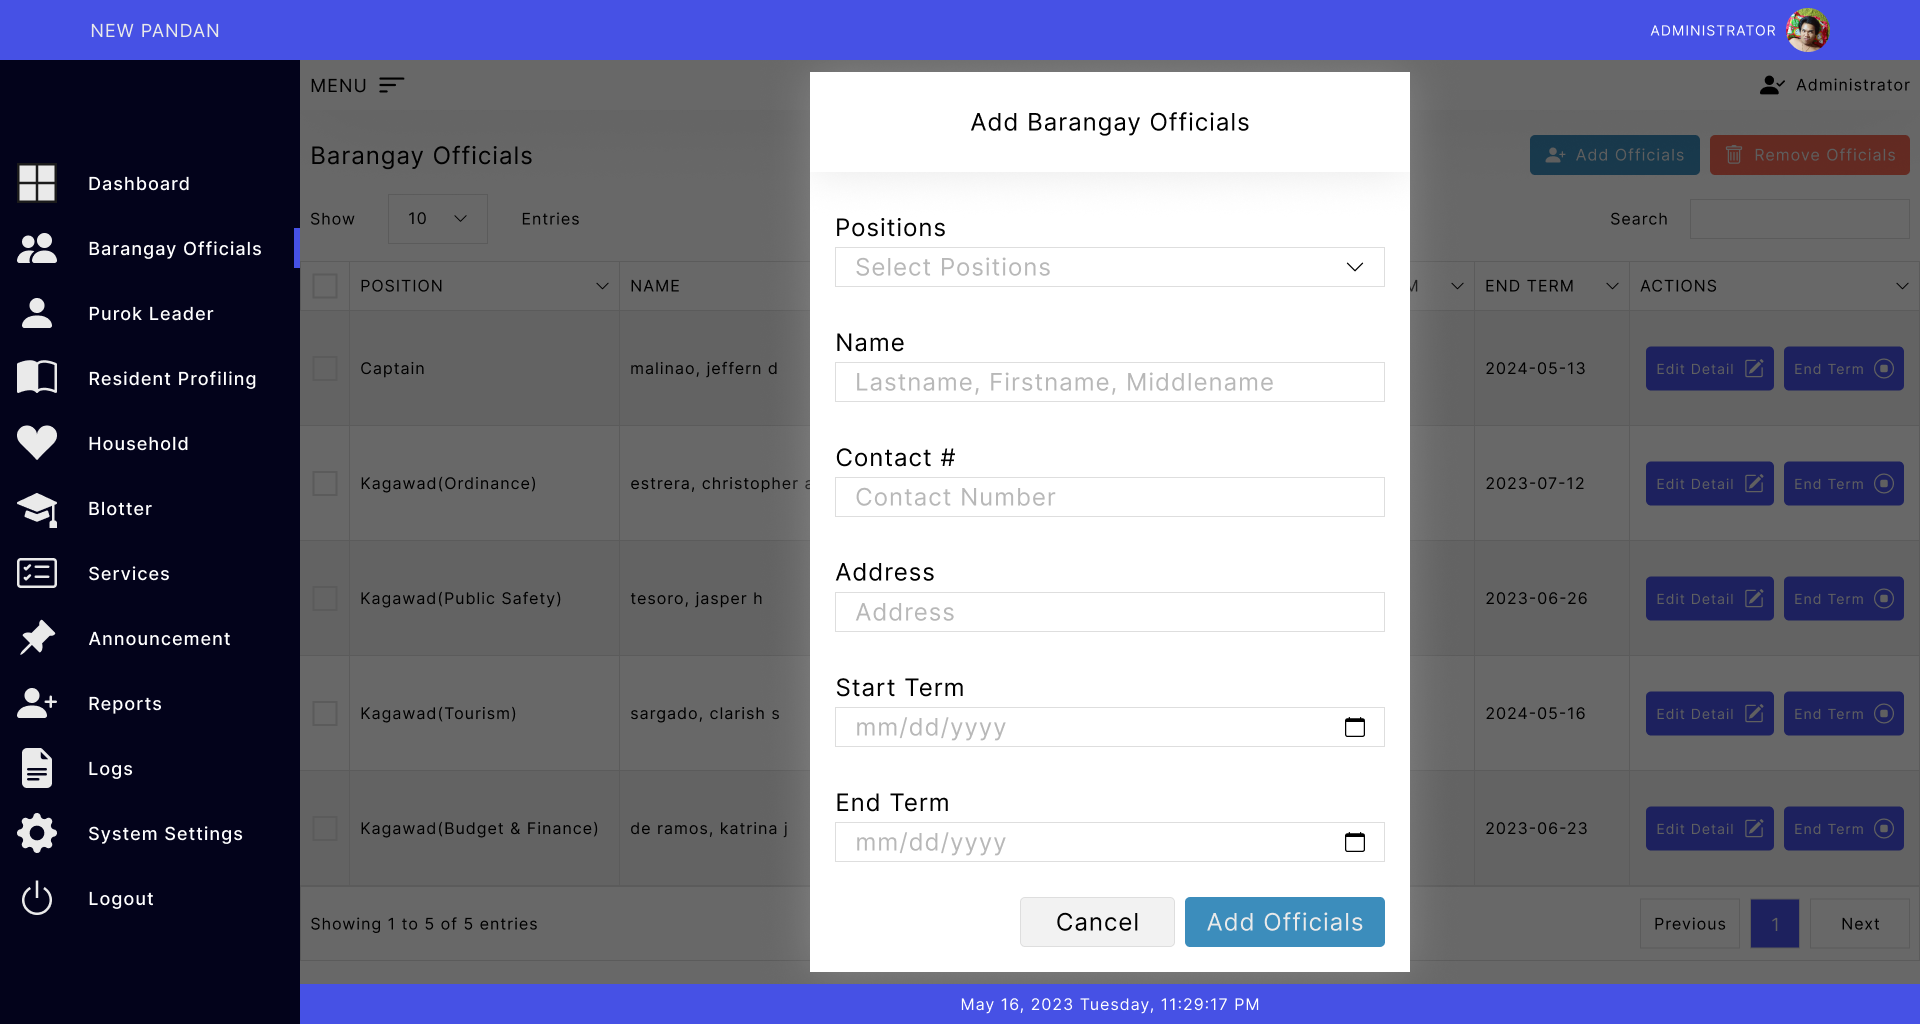 NEW PANDAN
ADMINISTRATOR
MENU
Administrator
Dashboard
Barangay Officials
Purok Leader
Resident Profiling
Household
Blotter
Services
Announcement
Reports
Logs
System Settings
Logout
Barangay Officials
Add Officials
Remove Officials
Show 10 Entries
Search
POSITION NAME M END TERM ACTIONS
Captain malinao, jeffern d 2024-05-13 Edit Detail End Term
Kagawad(Ordinance) estrera, christopher a 2023-07-12 Edit Detail End Term
Kagawad(Public Safety) tesoro, jasper h 2023-06-26 Edit Detail End Term
Kagawad(Tourism) sargado, clarish s 2024-05-16 Edit Detail End Term
Kagawad(Budget & Finance) de ramos, katrina j 2023-06-23 Edit Detail End Term
Showing 1 to 5 of 5 entries
Previous 1 Next
Add Barangay Officials
Positions
Select Positions
Name
Lastname, Firstname, Middlename
Contact #
Contact Number
Address
Address
Start Term
mm/dd/yyyy
End Term
mm/dd/yyyy
Cancel
Add Officials
May 16, 2023 Tuesday, 11:29:17 PM